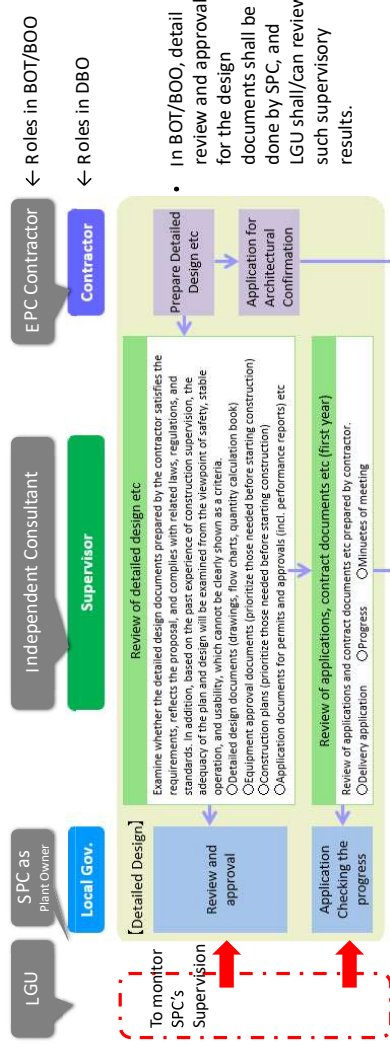 LGU
SPC as
Plant Owner
Independent Consultant
EPC Contractor
← Roles in BOT/BOO
Local Gov.
Supervisor
Contractor
← Roles in DBO
【Detailed Design】
To monitor
SPC's
Supervision
Review and
approval
Review of detailed design etc
Examine whether the detailed design documents prepared by the contractor satisfies the
requirements, reflects the proposal, and complies with related laws, regulations, and
standards. In addition, based on the past experience of construction supervision, the
adequacy of the plan and design will be examined from the viewpoint of safety, stable
operation, and usability, which cannot be clearly shown as a criteria.
○Detailed design documents (drawings, flow charts, quantity calculation book)
○Equipment approval documents (prioritize those needed before starting construction)
○Construction plans (prioritize those needed before starting construction)
○Application documents for permits and approvals (incl. performance reports) etc
Prepare Detailed
Design etc
Application for
Architectural
Confirmation
• In BOT/BOO, detail
review and approval
for the design
documents shall be
done by SPC, and
LGU shall/can review
such supervisory
results.
Application
Checking the
progress
Review of applications, contract documents etc (first year)
Review of applications and contract documents etc prepared by contractor.
○Delivery application ○Progress ○Minuetes of meeting